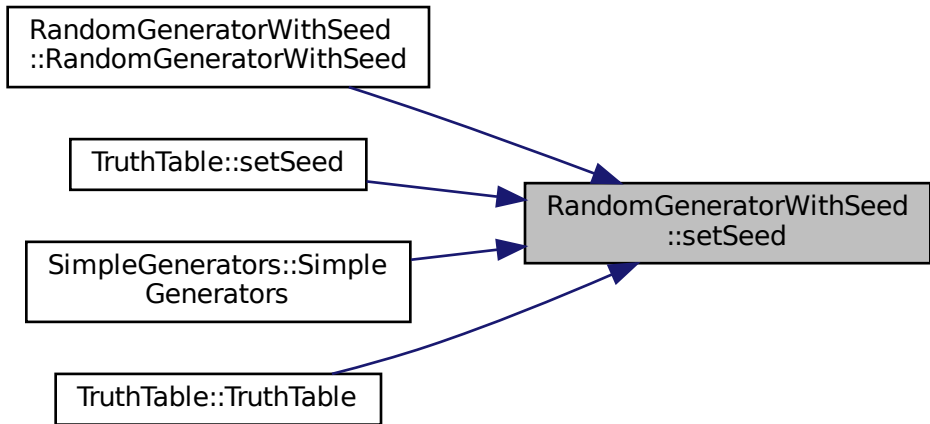 RandomGeneratorWithSeed
::RandomGeneratorWithSeed
TruthTable::setSeed
SimpleGenerators::Simple
Generators
TruthTable::TruthTable
RandomGeneratorWithSeed
::setSeed